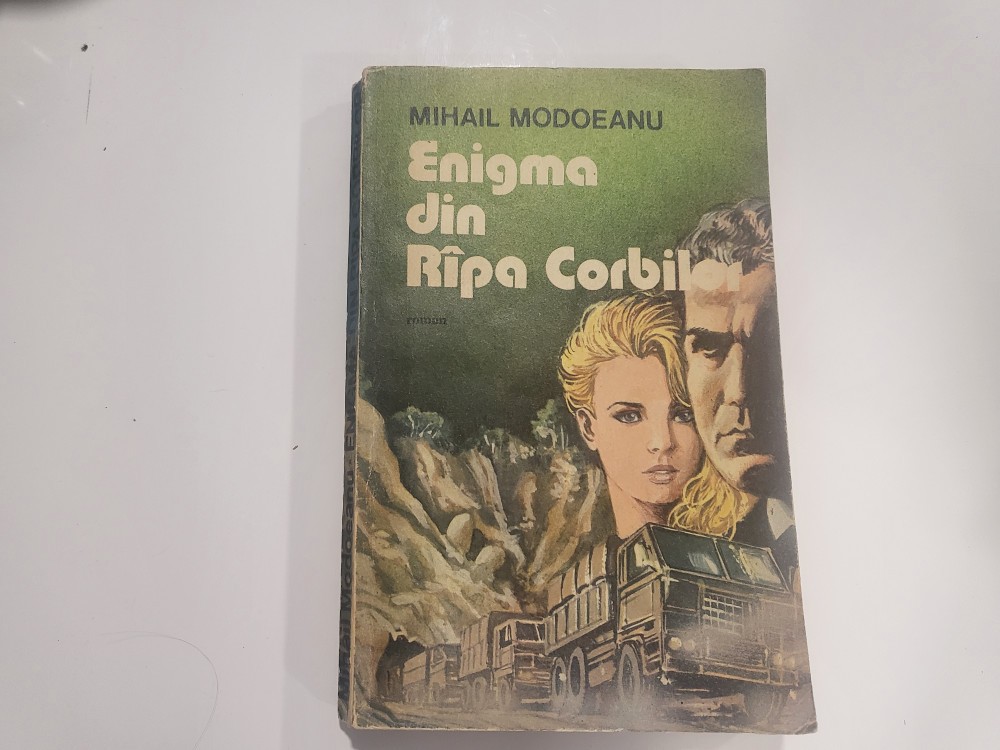 MIHAIL MODOEANU
Enigma
din
Rîpa Corbilor
roman